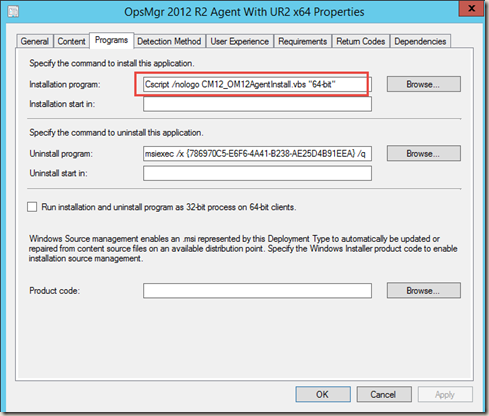 OpsMgr 2012 R2 Agent With UR2 x64 Properties
General Content Programs Detection Method User Experience Requirements Return Codes Dependencies
Specify the command to install this application.
Installation program: Cscript /nologo CM12_OM12AgentInstall.vbs "64-bit" Browse...
Installation start in:
Specify the command to uninstall this application.
Uninstall program: msiexec /x {786970C5-E6F6-4A41-B238-AE25D4B91EEA} /q Browse...
Uninstall start in:
Run installation and uninstall program as 32-bit process on 64-bit clients.
Windows Source management enables an .msi represented by this Deployment Type to automatically be updated or
repaired from content source files on an available distribution point. Specify the Windows Installer product code to enable
installation source management.
Product code: Browse...
OK Cancel Apply